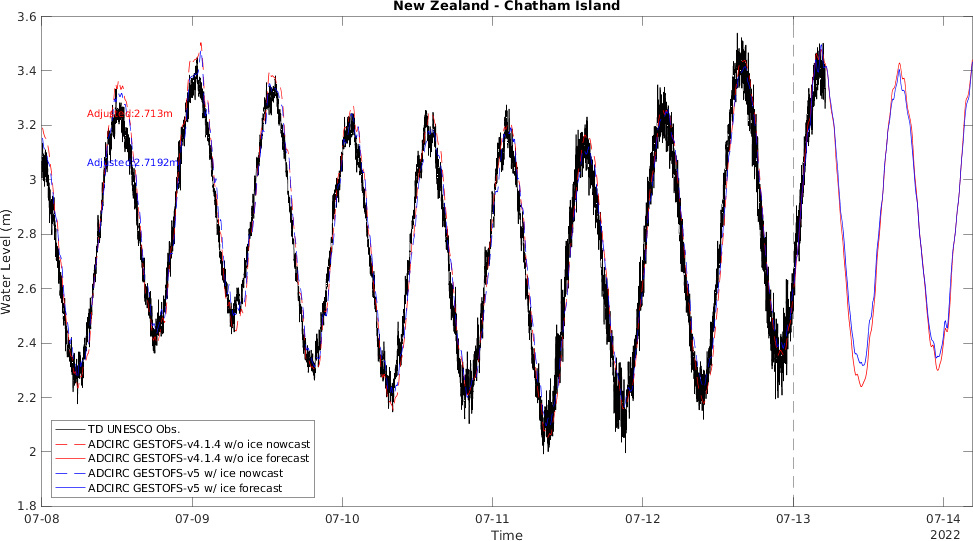 New Zealand - Chatham Island
3.6
3.4
3.2
3
2.8
2.6
2.4
2.2
2
1.8
Water Level (m)
Adjusted:2.713m
Adjusted:2.7192m
TD UNESCO Obs.
ADCIRC GESTOFS-v4.1.4 w/o ice nowcast
ADCIRC GESTOFS-v4.1.4 w/o ice forecast
ADCIRC GESTOFS-v5 w/ ice nowcast
ADCIRC GESTOFS-v5 w/ ice forecast
07-08 07-09 07-10 07-11 07-12 07-13 07-14
Time 2022